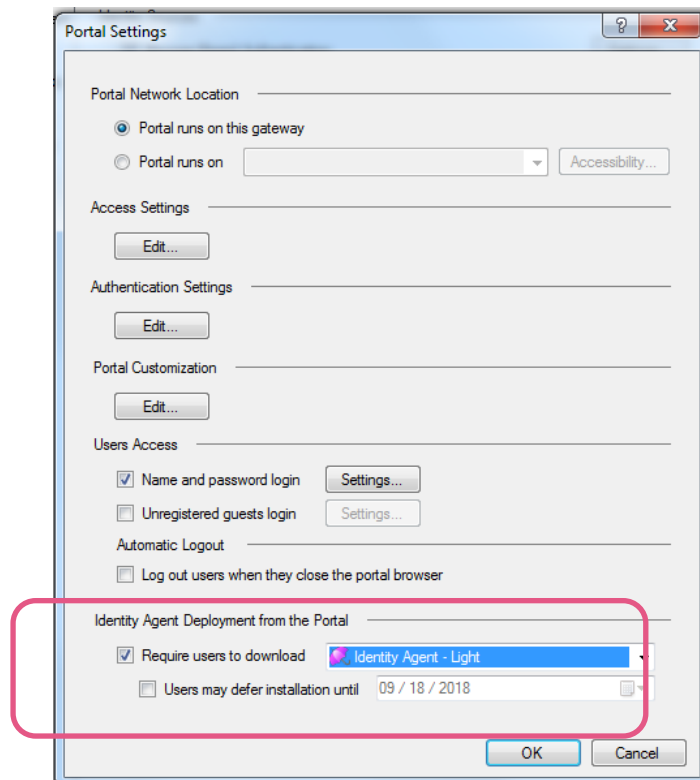 Portal Settings
Portal Network Location
Portal runs on this gateway
Portal runs on
Accessibility...
Access Settings
Edit...
Authentication Settings
Edit...
Portal Customization
Edit...
Users Access
Name and password login Settings...
Unregistered guests login Settings...
Automatic Logout
Log out users when they close the portal browser
Identity Agent Deployment from the Portal
Require users to download Identity Agent - Light
Users may defer installation until 09 / 18 / 2018
OK Cancel